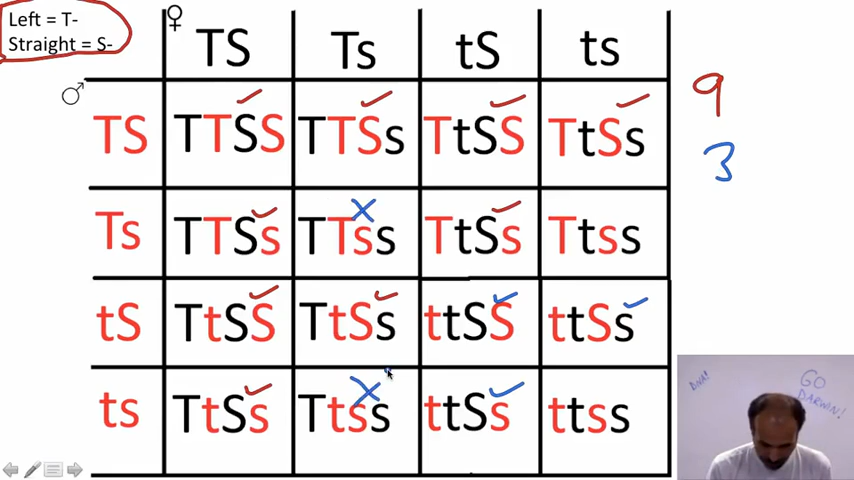 Left = T-
Straight = S-
♀
TS Ts tS ts
♂
TS TTSS TTSs TtSS TtSs 9
3
Ts TTSs TTss TtSs Ttss
tS TtSS TtSs ttSS ttSs
ts TtSs Ttss ttSs ttss
DNA!
GO
DARWIN!